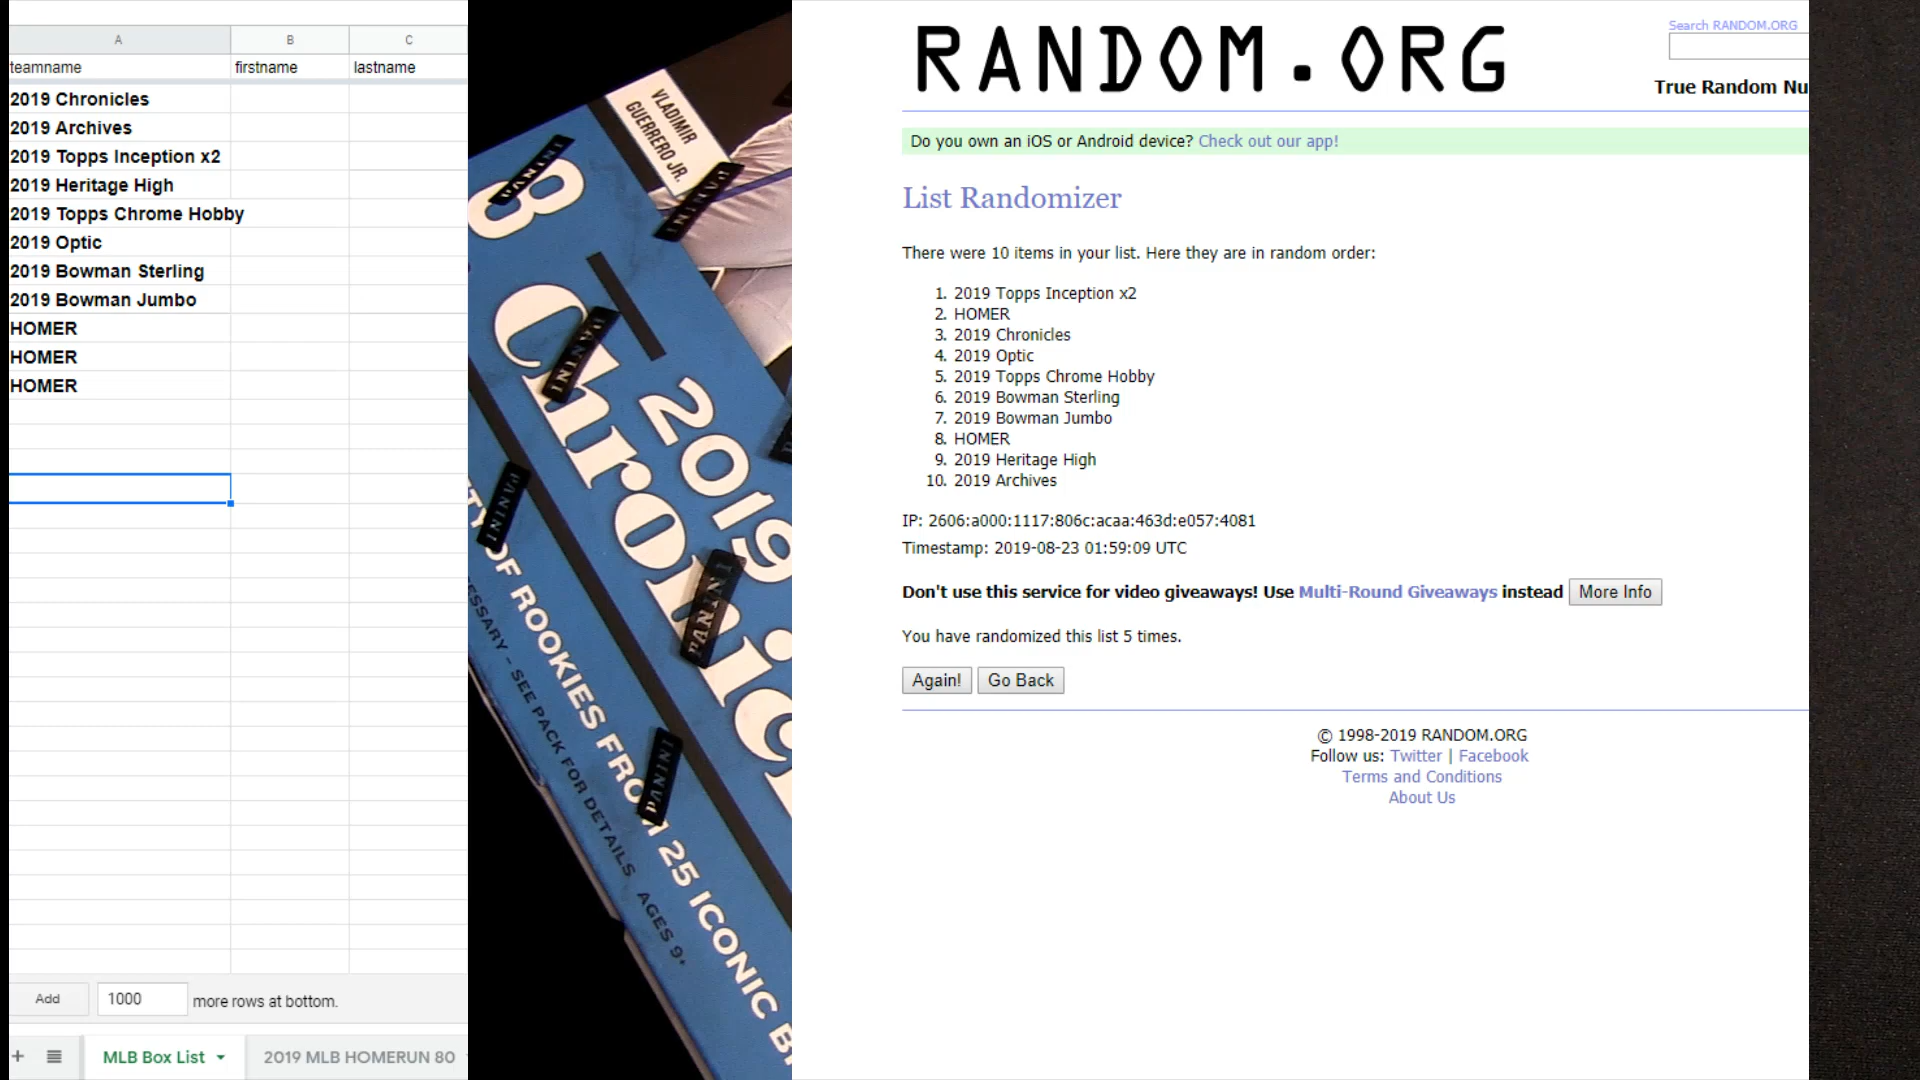 A B C
teamname firstname lastname
2019 Chronicles
2019 Archives
2019 Topps Inception x2
2019 Heritage High
2019 Topps Chrome Hobby
2019 Optic
2019 Bowman Sterling
2019 Bowman Jumbo
HOMER
HOMER
HOMER
Add 1000 more rows at bottom.
MLB Box List
2019 MLB HOMERUN 80
VLADIMIR
GUERRERO JR.
8
2019
Chronic
OF ROOKIES FROM 25 ICONIC
SEE PACK FOR DETAILS AGES 9+
PANINI
PANINI
PANINI
PANINI
PANINI
PANINI
RANDOM.ORG
Search RANDOM.ORG
True Random Nu
Do you own an iOS or Android device? Check out our app!
List Randomizer
There were 10 items in your list. Here they are in random order:
1. 2019 Topps Inception x2
2. HOMER
3. 2019 Chronicles
4. 2019 Optic
5. 2019 Topps Chrome Hobby
6. 2019 Bowman Sterling
7. 2019 Bowman Jumbo
8. HOMER
9. 2019 Heritage High
10. 2019 Archives
IP: 2606:a000:1117:806c:acaa:463d:e057:4081
Timestamp: 2019-08-23 01:59:09 UTC
Don't use this service for video giveaways! Use Multi-Round Giveaways instead More Info
You have randomized this list 5 times.
Again! Go Back
© 1998-2019 RANDOM.ORG
Follow us: Twitter | Facebook
Terms and Conditions
About Us